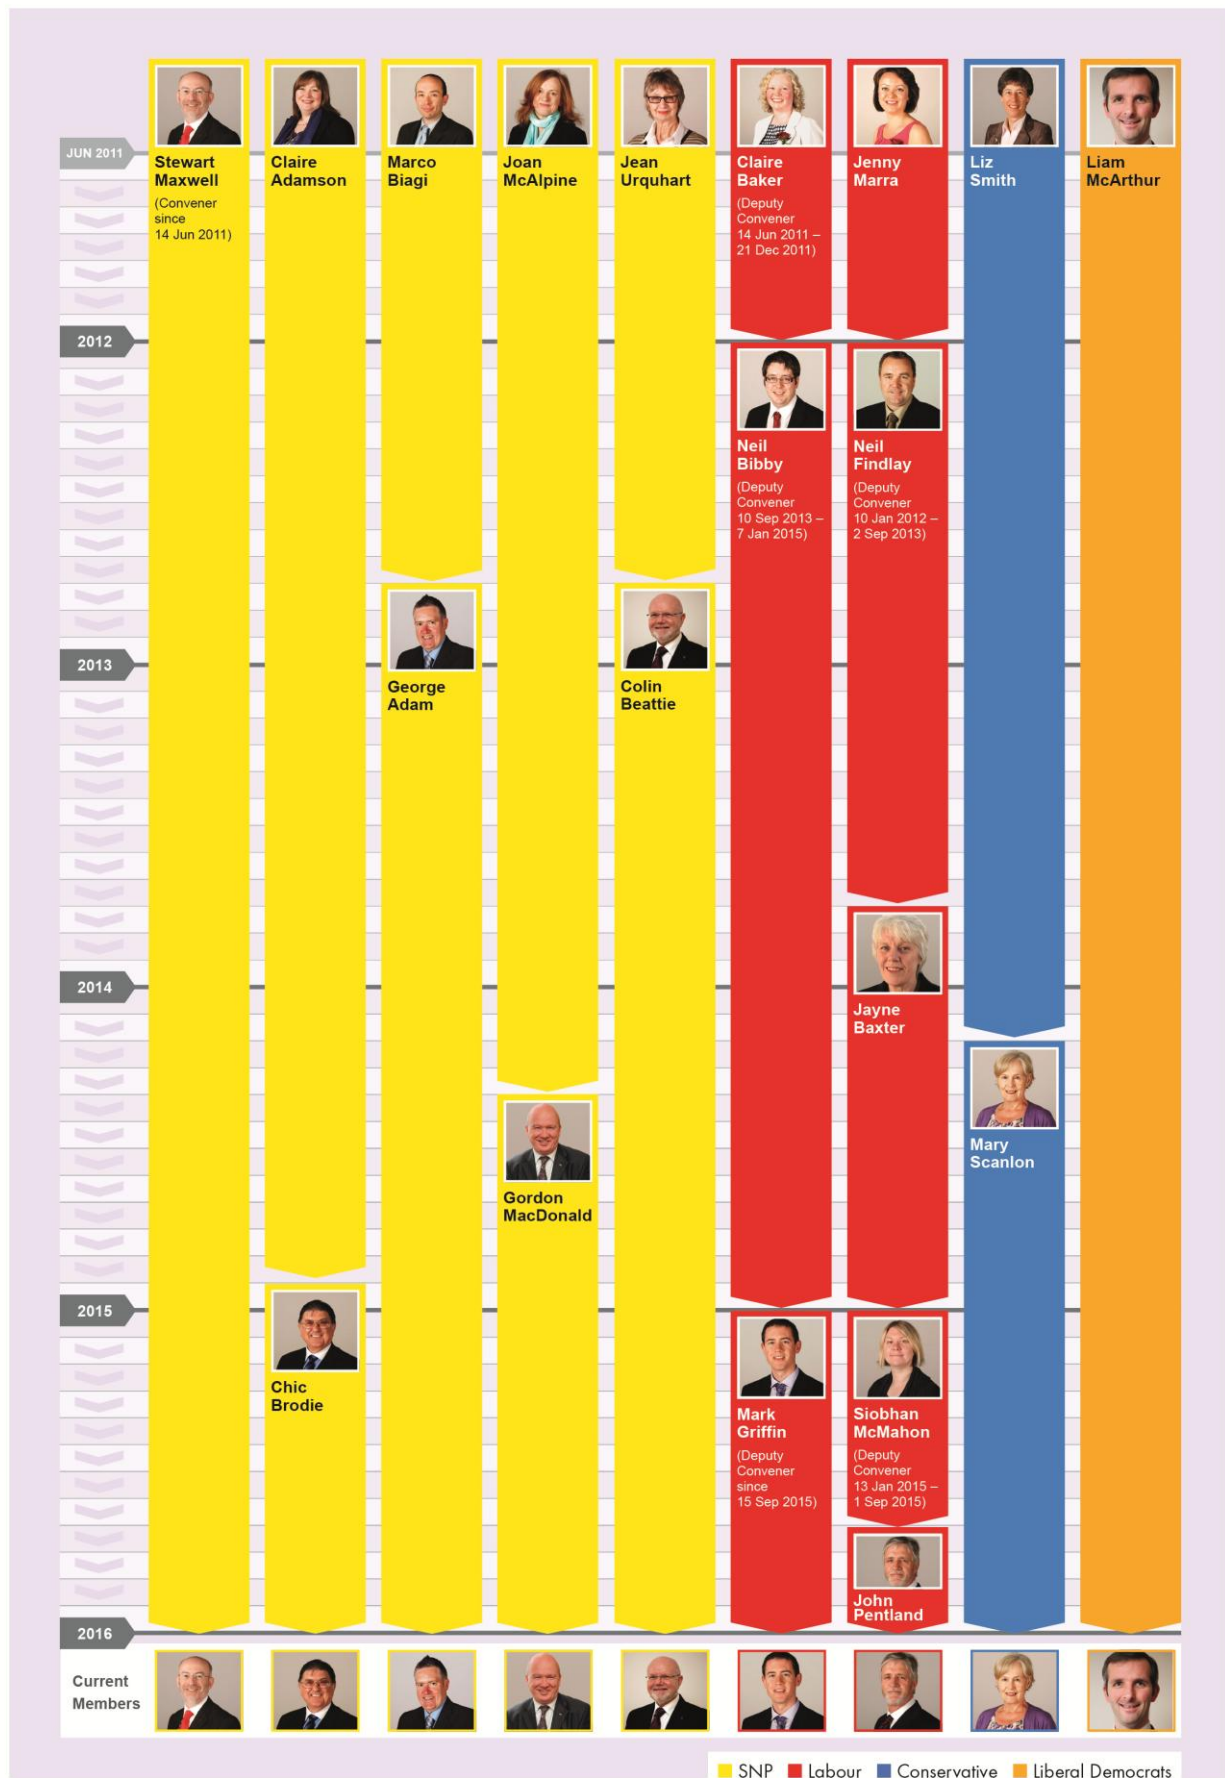 JUN 2011
Stewart
Maxwell
(Convener
since
14 Jun 2011)
Claire
Adamson
Marco
Biagi
Joan
McAlpine
Jean
Urquhart
Claire
Baker
(Deputy
Convener
14 Jun 2011 –
21 Dec 2011)
Jenny
Marra
Liz
Smith
Liam
McArthur
2012
Neil
Bibby
(Deputy
Convener
10 Sep 2013 –
7 Jan 2015)
Neil
Findlay
(Deputy
Convener
10 Jan 2012 –
2 Sep 2013)
2013
George
Adam
Colin
Beattie
2014
Jayne
Baxter
Mary
Scanlon
Gordon
MacDonald
2015
Chic
Brodie
Mark
Griffin
(Deputy
Convener
since
15 Sep 2015)
Siobhan
McMahon
(Deputy
Convener
13 Jan 2015 –
1 Sep 2015)
John
Pentland
2016
Current
Members
SNP Labour Conservative Liberal Democrats